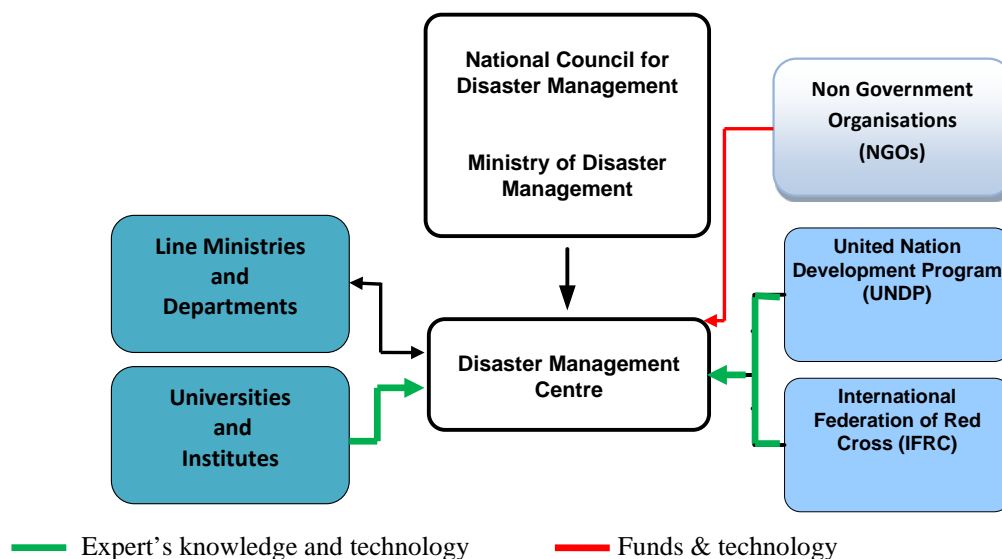 National Council for
Disaster Management
Ministry of Disaster
Management
Non Government
Organisations
(NGOs)
Line Ministries
and
Departments
United Nation
Development Program
(UNDP)
Disaster Management
Centre
Universities
and
Institutes
International
Federation of Red
Cross (IFRC)
Expert's knowledge and technology
Funds & technology